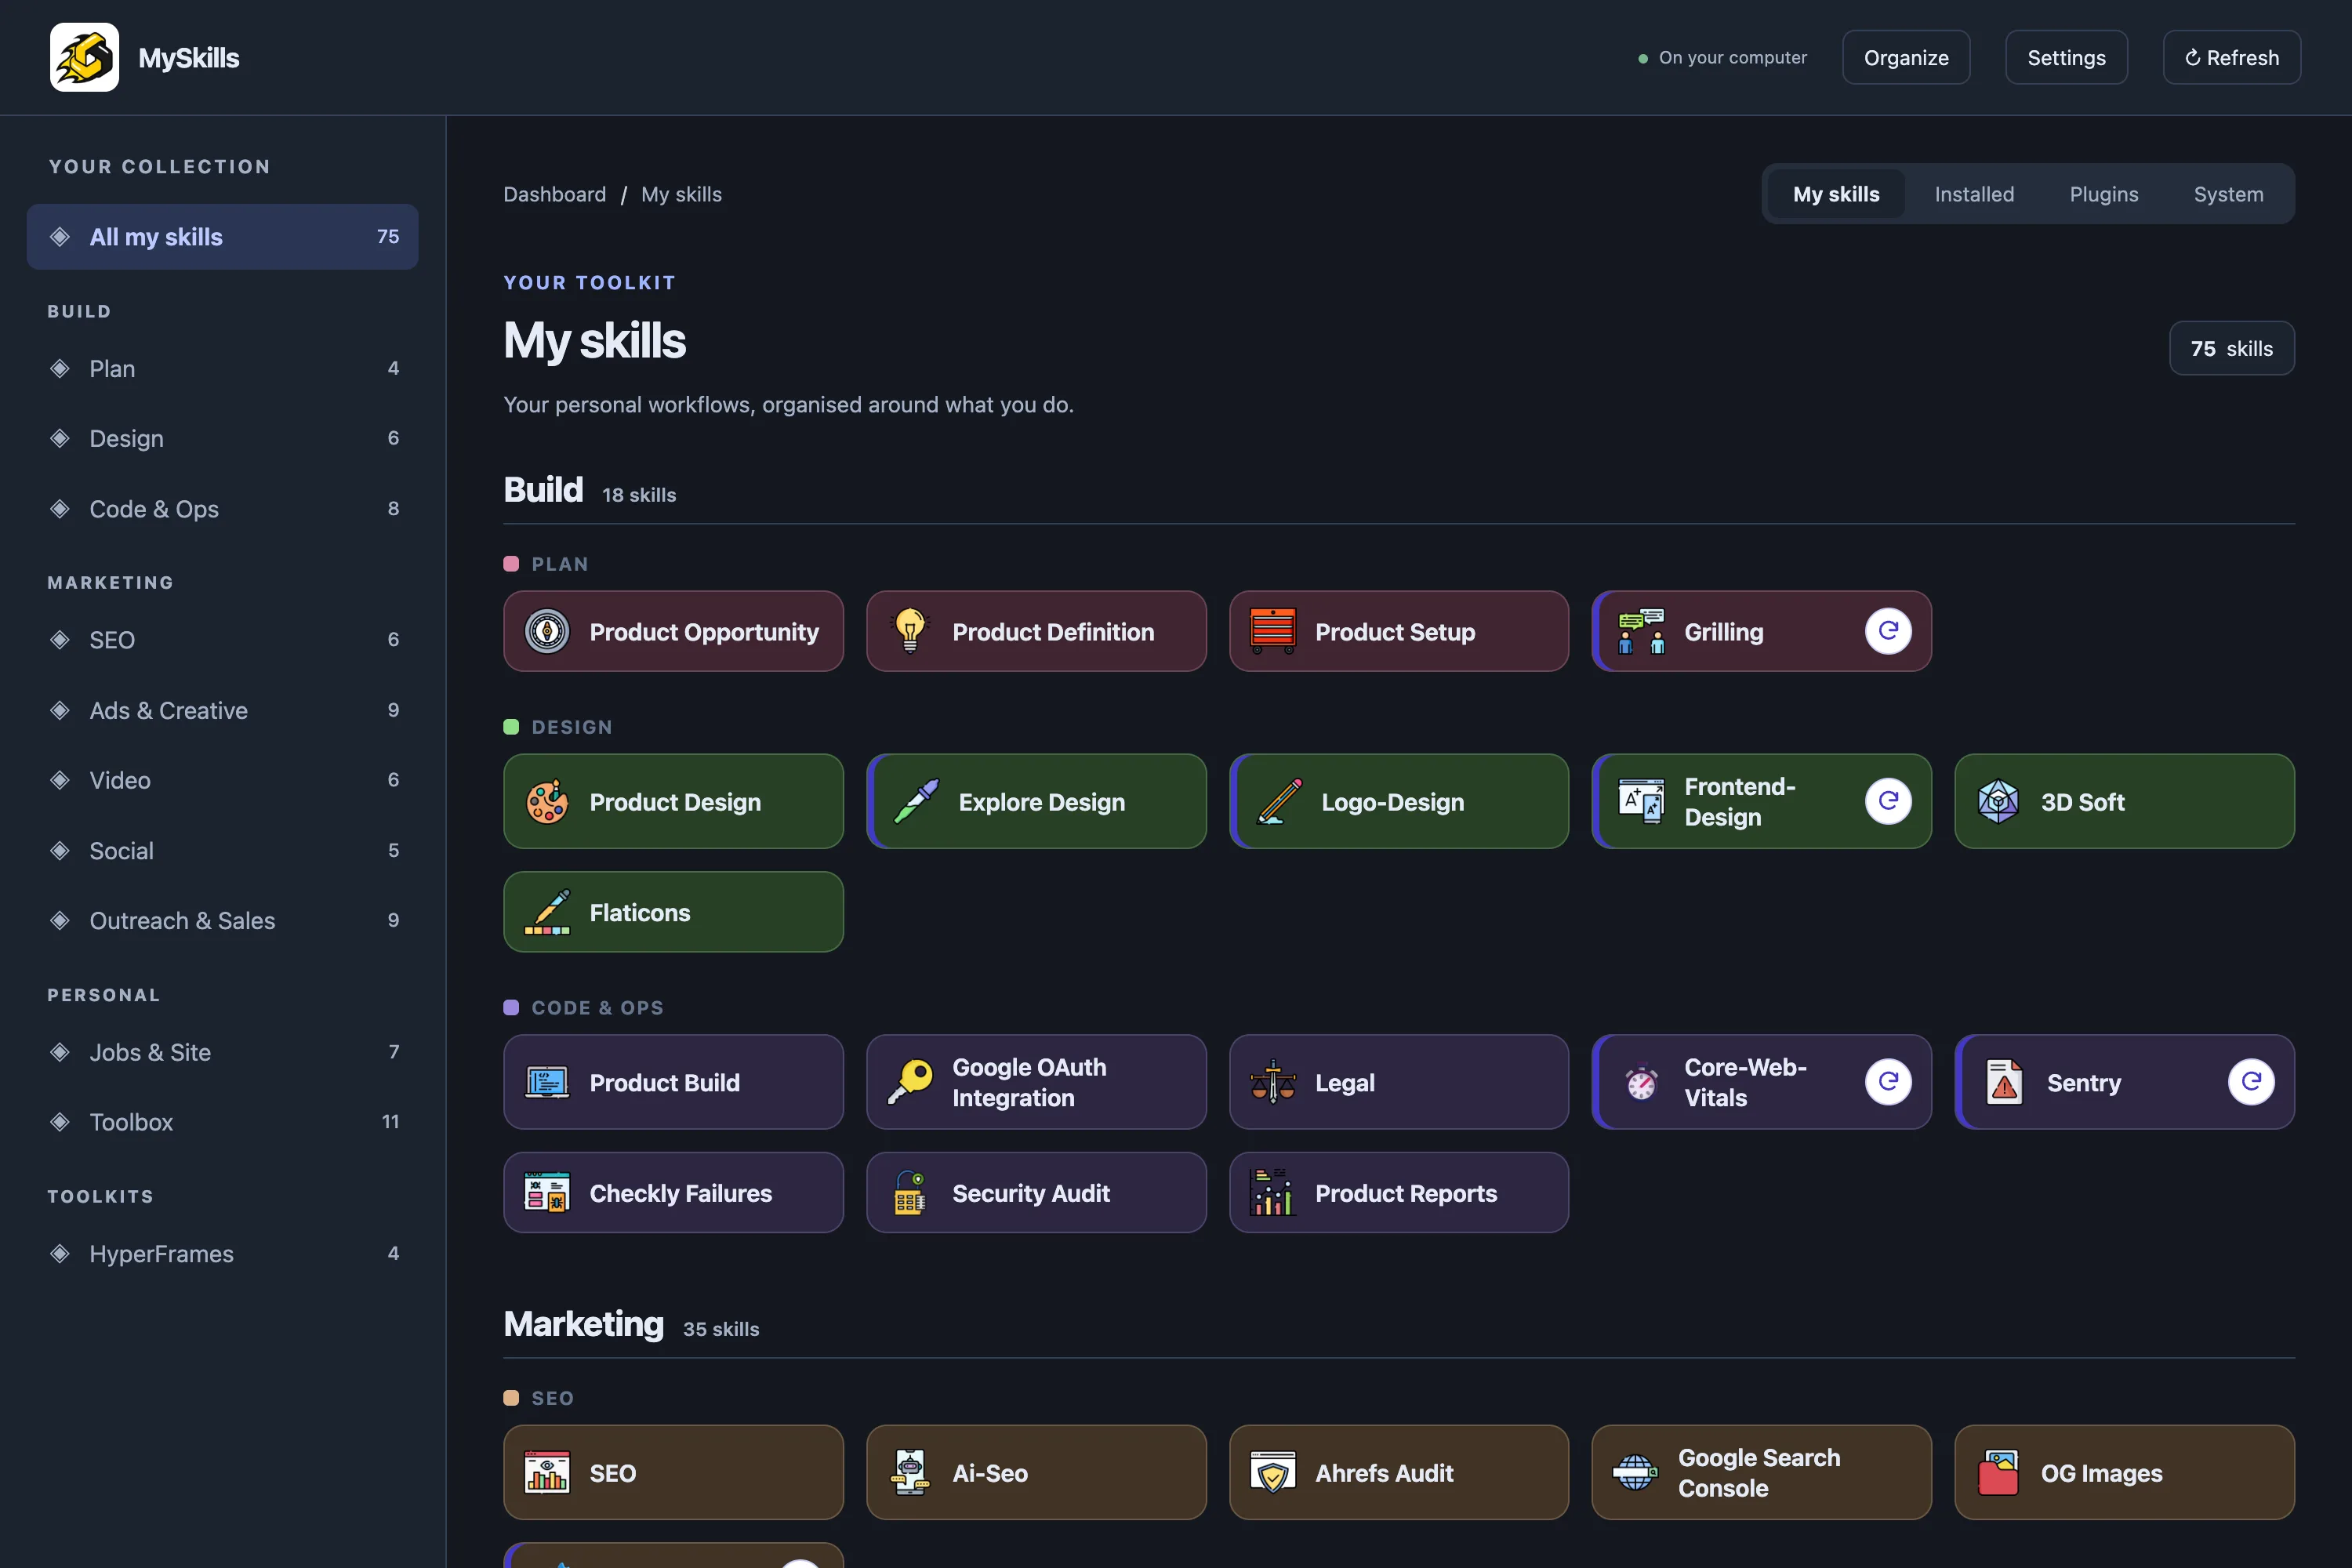 MySkills
On your computer
Organize
Settings
Refresh
YOUR COLLECTION
All my skills 75
BUILD
Plan 4
Design 6
Code & Ops 8
MARKETING
SEO 6
Ads & Creative 9
Video 6
Social 5
Outreach & Sales 9
PERSONAL
Jobs & Site 7
Toolbox 11
TOOLKITS
HyperFrames 4
Dashboard / My skills
My skills
Installed
Plugins
System
YOUR TOOLKIT
My skills
75 skills
Your personal workflows, organised around what you do.
Build 18 skills
PLAN
Product Opportunity
Product Definition
Product Setup
Grilling
DESIGN
Product Design
Explore Design
Logo-Design
Frontend-
Design
3D Soft
Flaticons
CODE & OPS
Product Build
Google OAuth
Integration
Legal
Core-Web-
Vitals
Sentry
Checkly Failures
Security Audit
Product Reports
Marketing 35 skills
SEO
SEO
Ai-Seo
Ahrefs Audit
Google Search
Console
OG Images